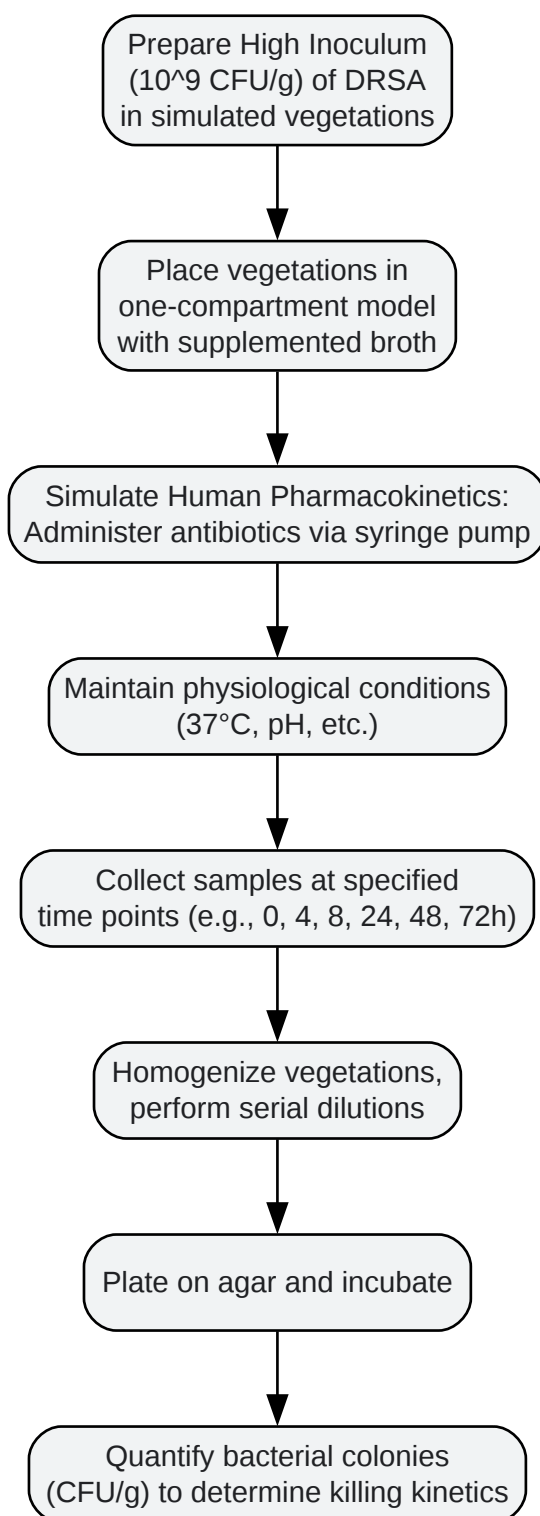 Prepare High Inoculum
(10^9 CFU/g) of DRSA
in simulated vegetations
Place vegetations in
one-compartment model
with supplemented broth
Simulate Human Pharmacokinetics:
Administer antibiotics via syringe pump
Maintain physiological conditions
(37°C, pH, etc.)
Collect samples at specified
time points (e.g., 0, 4, 8, 24, 48, 72h)
Homogenize vegetations,
perform serial dilutions
Plate on agar and incubate
Quantify bacterial colonies
(CFU/g) to determine killing kinetics